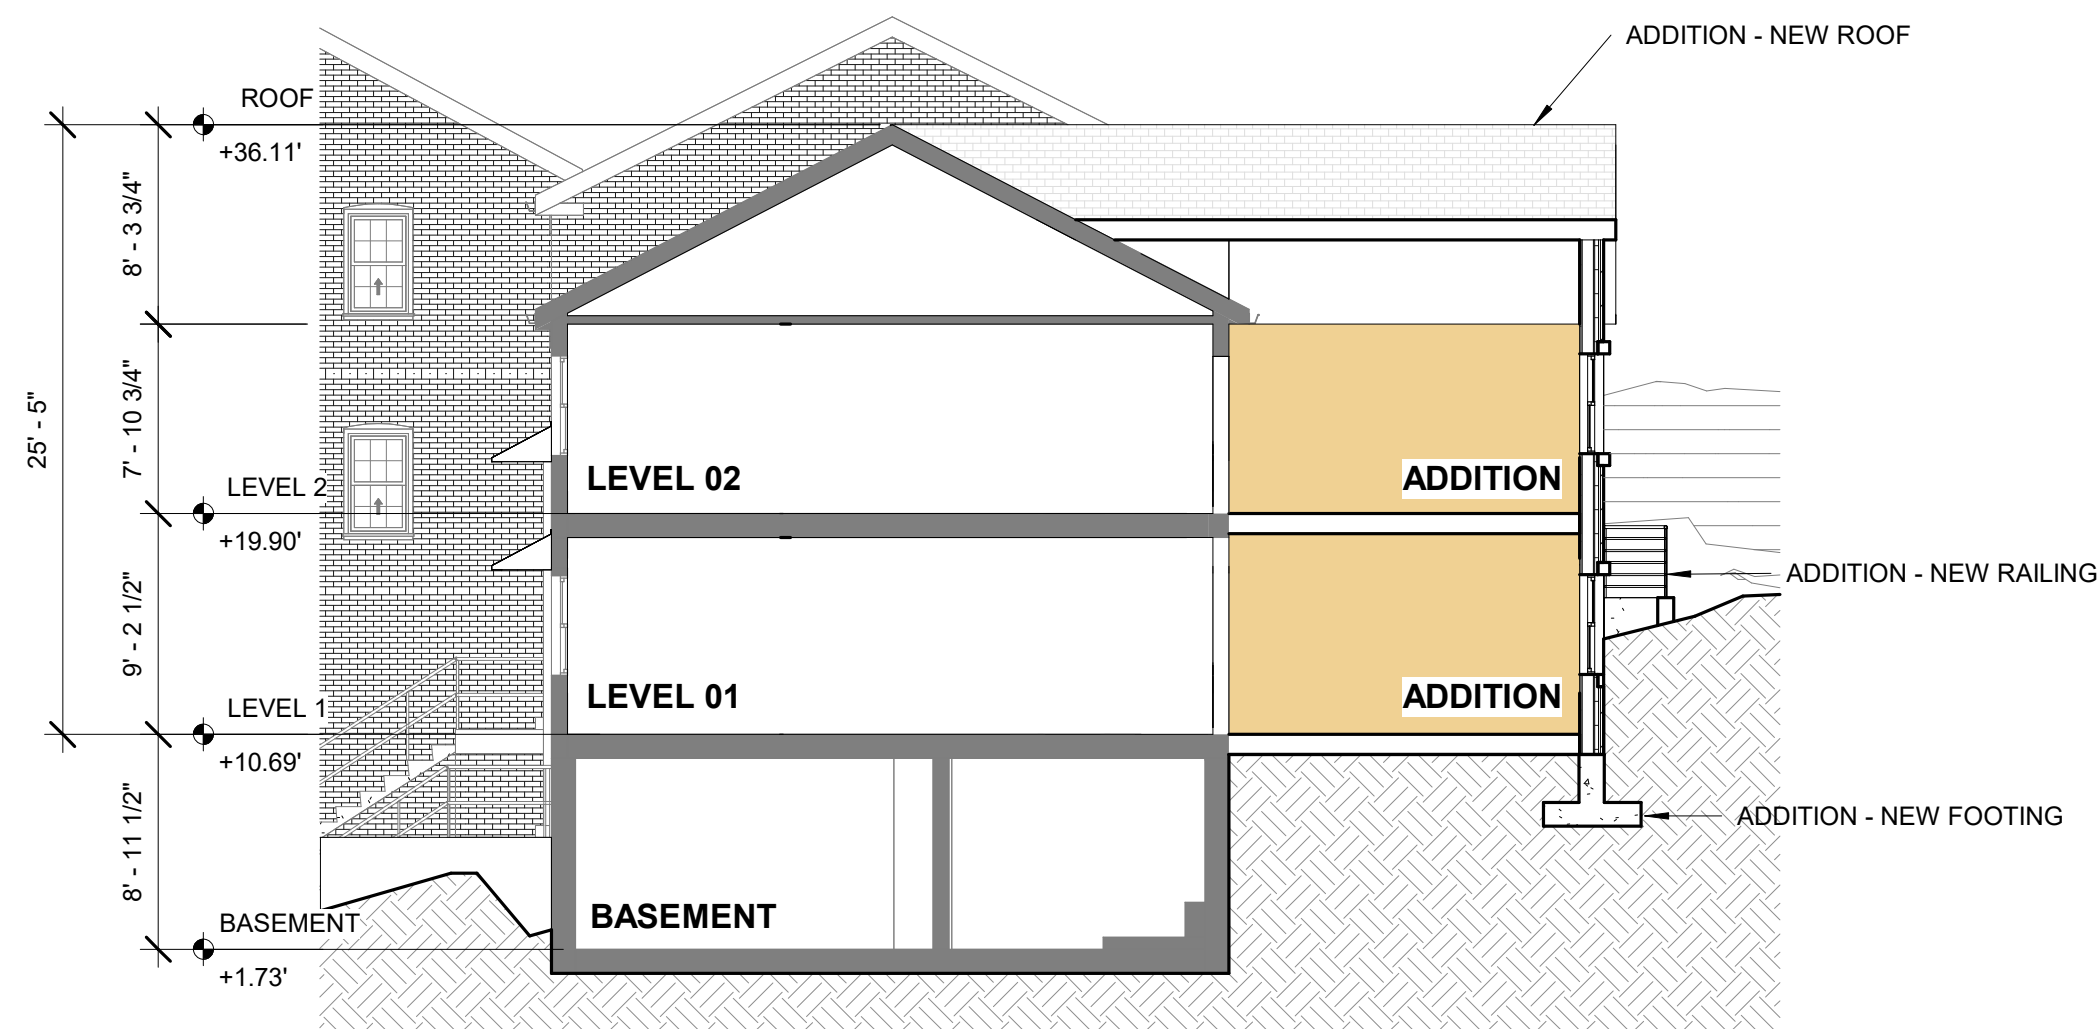 ADDITION - NEW ROOF
ROOF
+36.11'
8' - 3 3/4"
7' - 10 3/4"
25' - 5"
LEVEL 2
+19.90'
LEVEL 02
ADDITION
ADDITION - NEW RAILING
9' - 2 1/2"
LEVEL 1
+10.69'
LEVEL 01
ADDITION
ADDITION - NEW FOOTING
8' - 11 1/2"
BASEMENT
+1.73'
BASEMENT